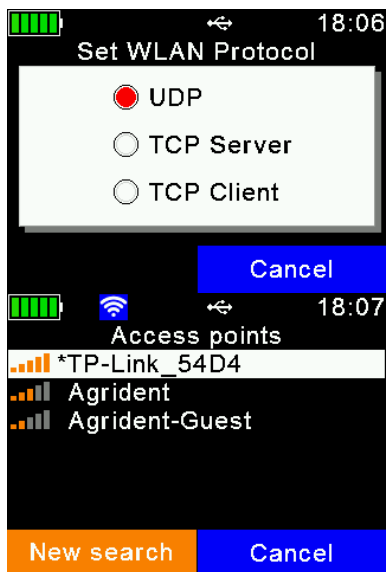 18:06
Set WLAN Protocol
UDP
TCP Server
TCP Client
Cancel
18:07
Access points
*TP-Link_54D4
Agrident
Agrident-Guest
New search Cancel